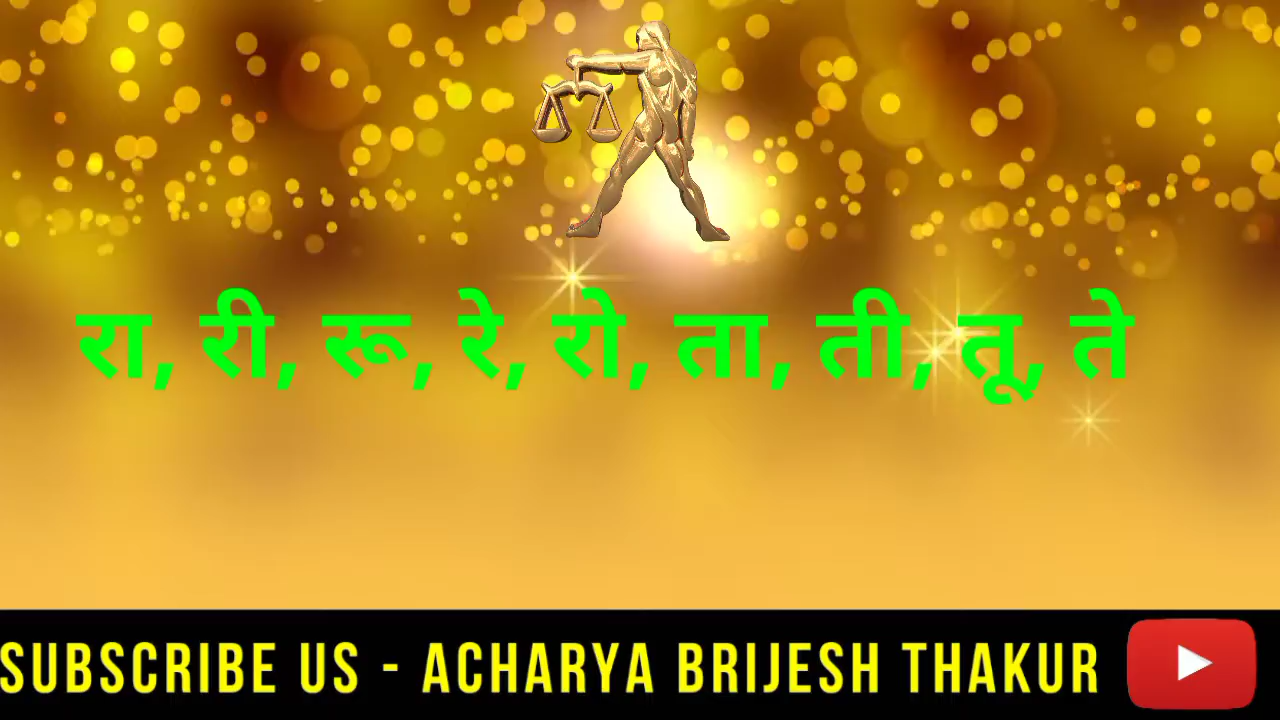 रा, री, रू, रे, रो, ता, ती, तू, ते
SUBSCRIBE US - ACHARYA BRIJESH THAKUR